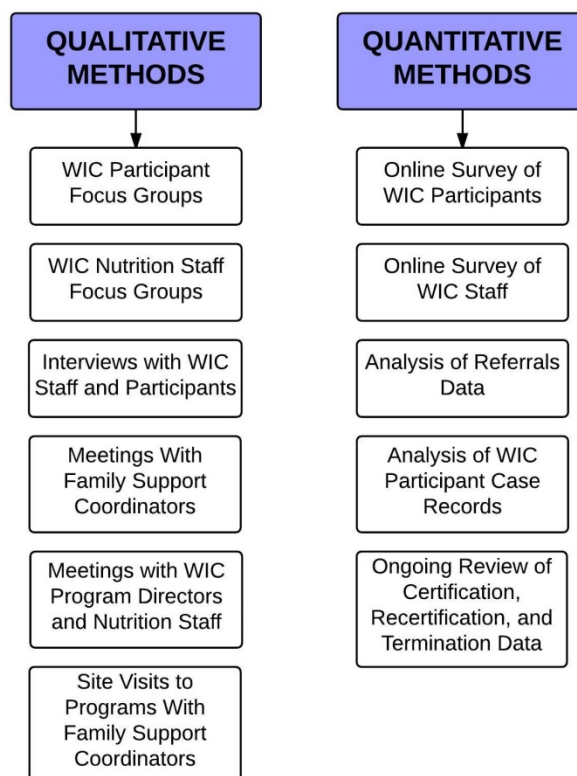 QUALITATIVE
METHODS
WIC Participant
Focus Groups
WIC Nutrition Staff
Focus Groups
Interviews with WIC
Staff and Participants
Meetings With
Family Support
Coordinators
Meetings with WIC
Program Directors
and Nutrition Staff
Site Visits to
Programs With
Family Support
Coordinators
QUANTITATIVE
METHODS
Online Survey of
WIC Participants
Online Survey of
WIC Staff
Analysis of Referrals
Data
Analysis of WIC
Participant Case
Records
Ongoing Review of
Certification,
Recertification, and
Termination Data